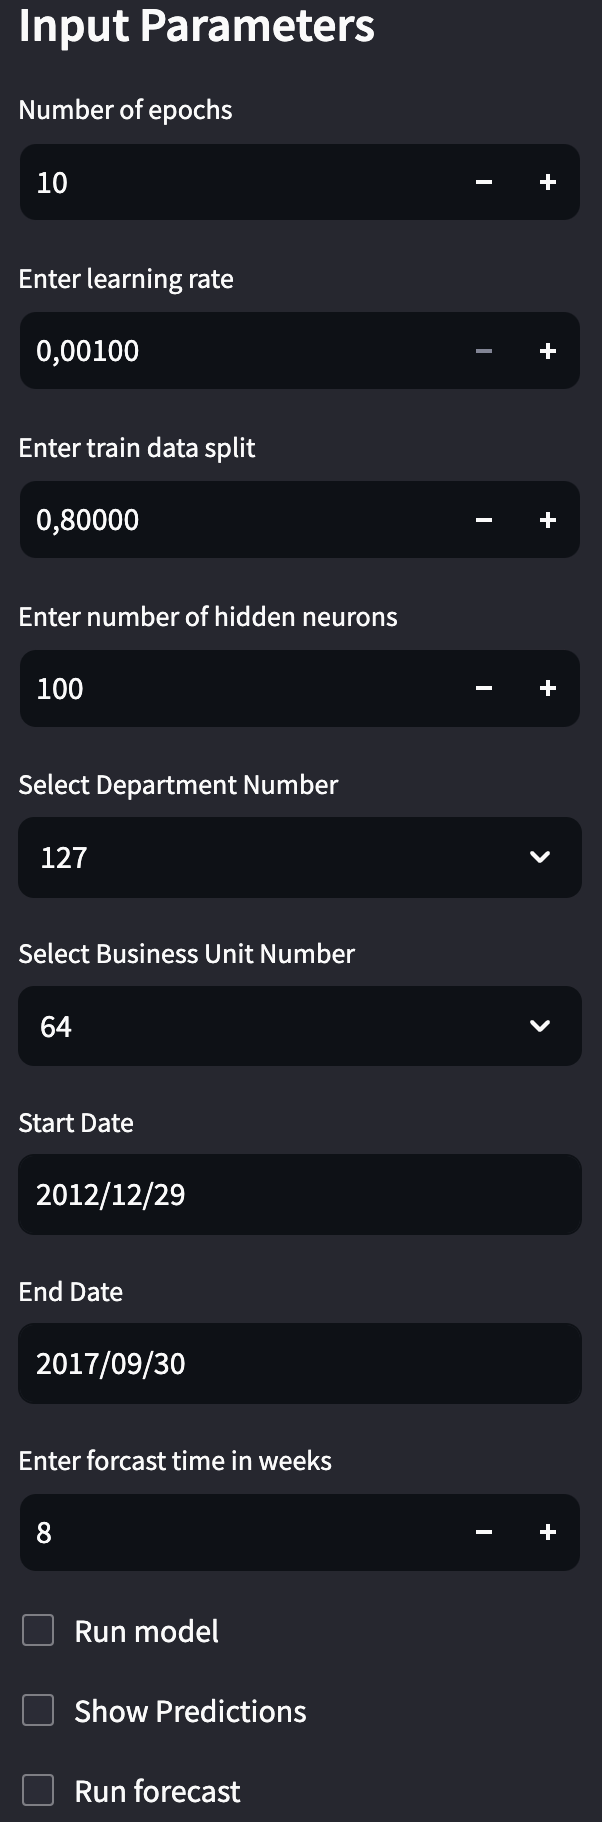 Input Parameters
Number of epochs
10
Enter learning rate
0,00100
Enter train data split
0,80000
Enter number of hidden neurons
100
Select Department Number
127
Select Business Unit Number
64
Start Date
2012/12/29
End Date
2017/09/30
Enter forcast time in weeks
8
Run model
Show Predictions
Run forecast